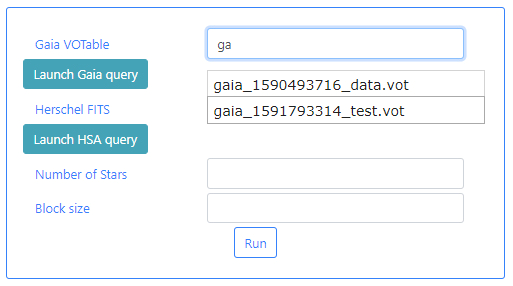 Gaia VOTable
ga
Launch Gaia query
gaia_1590493716_data.vot
Herschel FITS
gaia_1591793314_test.vot
Launch HSA query
Number of Stars
Block size
Run